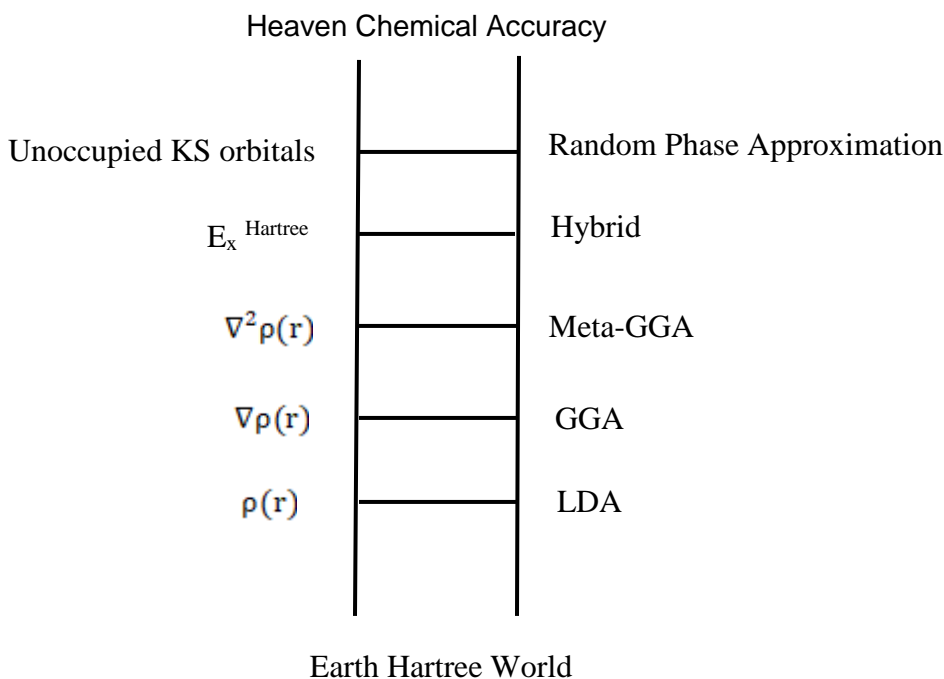 Heaven Chemical Accuracy
Unoccupied KS orbitals Random Phase Approximation
Eₓ ᴴᵃʳᵗʳᵉᵉ Hybrid
∇²ρ(r) Meta-GGA
∇ρ(r) GGA
ρ(r) LDA
Earth Hartree World